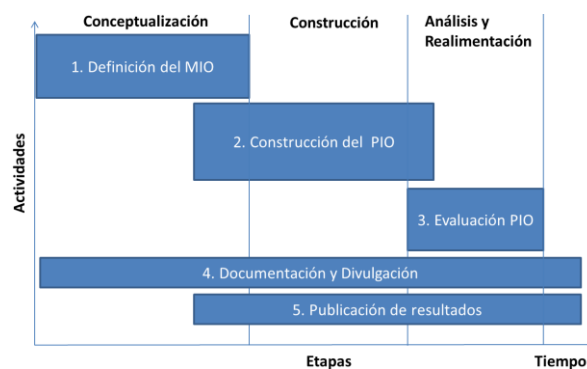 Conceptualización
Construcción
Análisis y
Realimentación
1. Definición del MIO
2. Construcción del PIO
3. Evaluación PIO
4. Documentación y Divulgación
5. Publicación de resultados
Actividades
Etapas
Tiempo